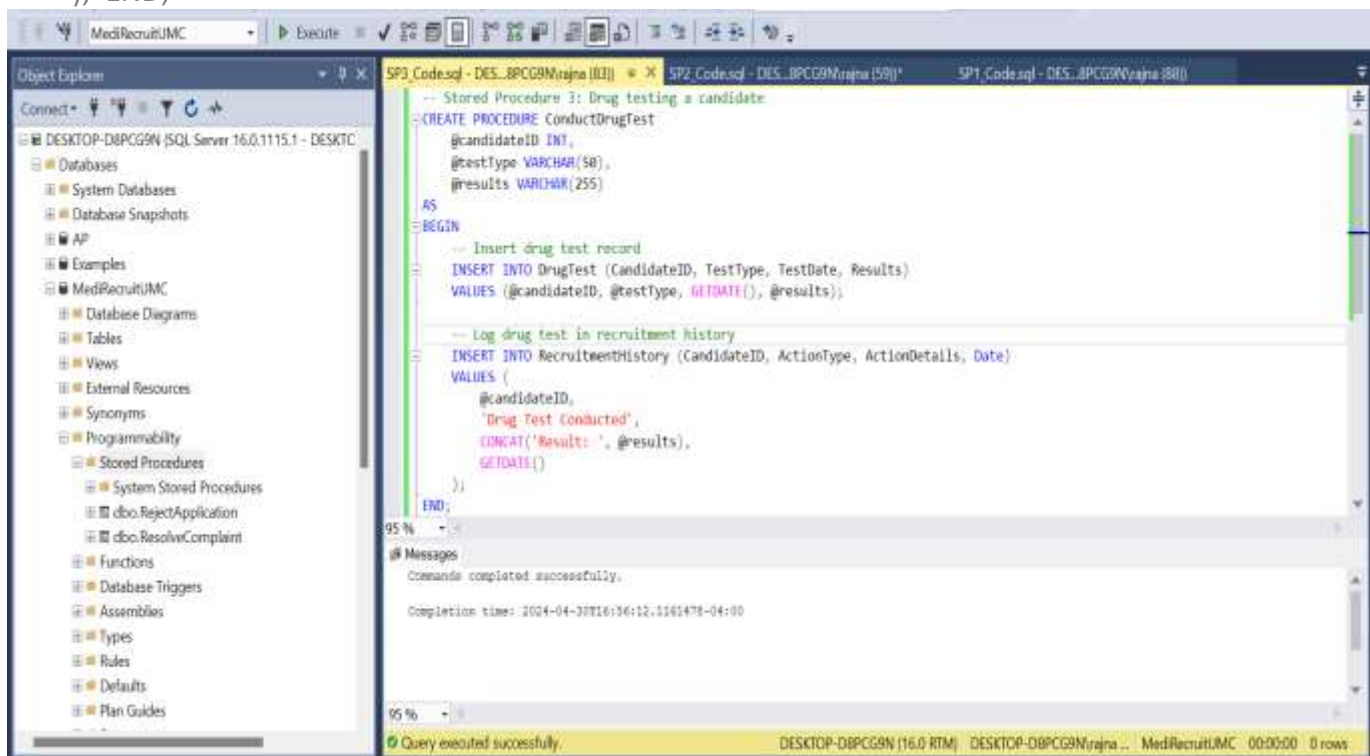 ); END;
MediRecruitUMC
Execute
Object Explorer
Connect
DESKTOP-D8PCG9N (SQL Server 16.0.1115.1 - DESKTC
Databases
System Databases
Database Snapshots
AP
Examples
MediRecruitUMC
Database Diagrams
Tables
Views
External Resources
Synonyms
Programmability
Stored Procedures
System Stored Procedures
dbo.RejectApplication
dbo.ResolveComplaint
Functions
Database Triggers
Assemblies
Types
Rules
Defaults
Plan Guides
SP3_Code.sql - DES...8PCG9N\rajna (83)) SP2_Code.sql - DES...8PCG9N\rajna (59))* SP1_Code.sql - DES...8PCG9N\rajna (88))
-- Stored Procedure 3: Drug testing a candidate
CREATE PROCEDURE ConductDrugTest
@candidateID INT,
@testType VARCHAR(50),
@results VARCHAR(255)
AS
BEGIN
-- Insert drug test record
INSERT INTO DrugTest (CandidateID, TestType, TestDate, Results)
VALUES (@candidateID, @testType, GETDATE(), @results);
-- Log drug test in recruitment history
INSERT INTO RecruitmentHistory (CandidateID, ActionType, ActionDetails, Date)
VALUES (
@candidateID,
'Drug Test Conducted',
CONCAT('Result: ', @results),
GETDATE()
);
END;
95 %
Messages
Commands completed successfully.
Completion time: 2024-04-30T16:56:12.1161478-04:00
95 %
Query executed successfully. DESKTOP-D8PCG9N (16.0 RTM) DESKTOP-D8PCG9N\rajna ... MediRecruitUMC 00:00:00 0 rows